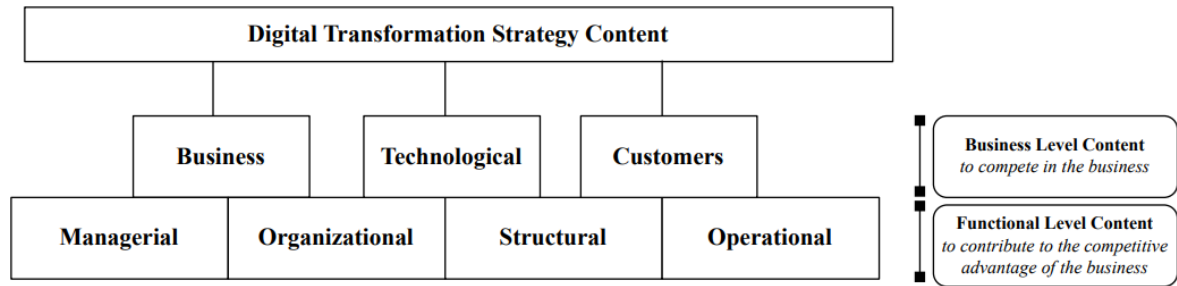 Digital Transformation Strategy Content
Business
Technological
Customers
Business Level Content
to compete in the business
Managerial
Organizational
Structural
Operational
Functional Level Content
to contribute to the competitive
advantage of the business